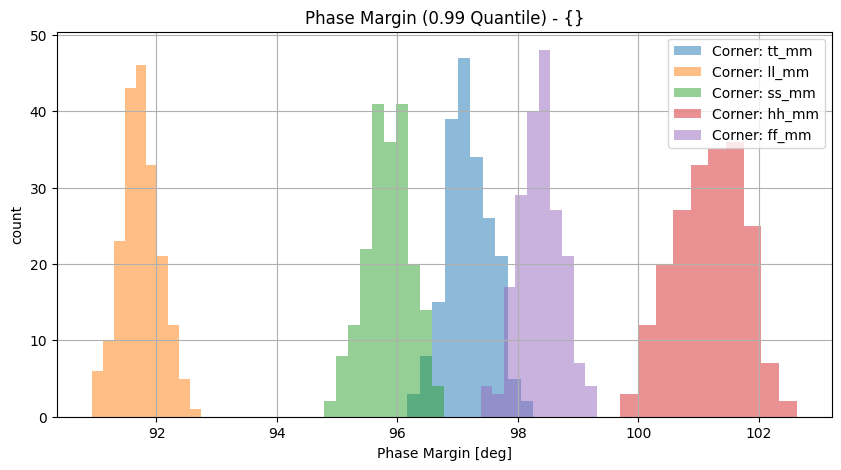 Phase Margin (0.99 Quantile) - {}
50
40
30
20
10
0
count
Corner: tt_mm
Corner: ll_mm
Corner: ss_mm
Corner: hh_mm
Corner: ff_mm
92 94 96 98 100 102
Phase Margin [deg]